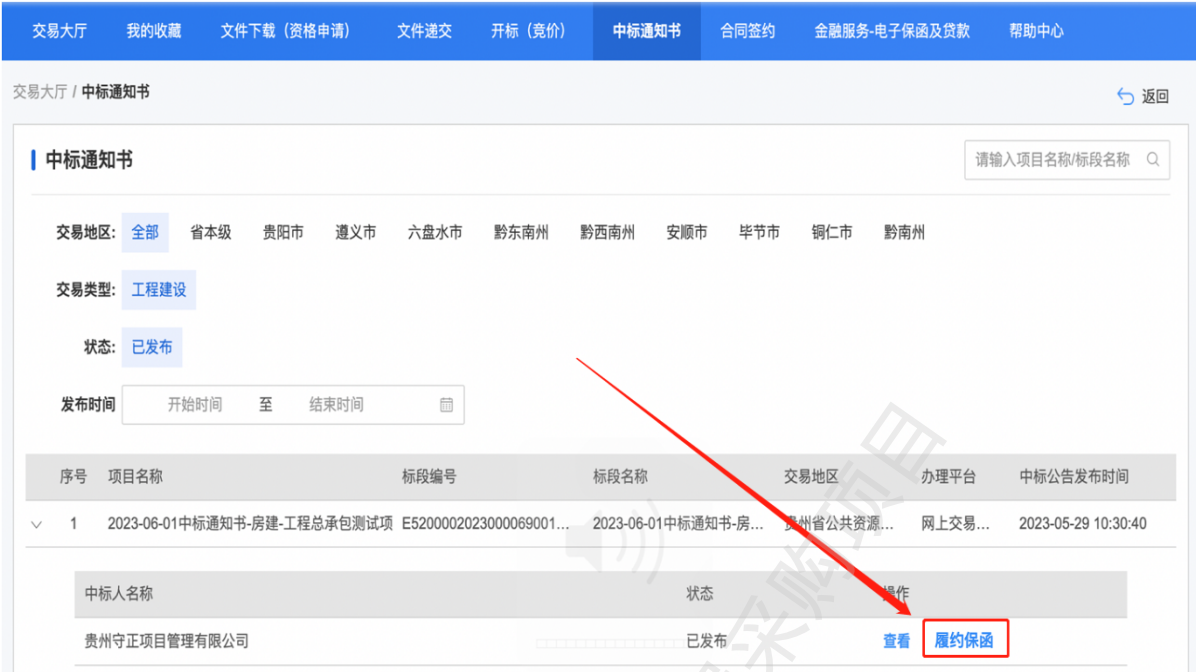 交易大厅 我的收藏 文件下载（资格申请） 文件递交 开标（竞价） 中标通知书 合同签约 金融服务-电子保函及贷款 帮助中心
交易大厅 / 中标通知书 返回
中标通知书 请输入项目名称/标段名称
交易地区: 全部 省本级 贵阳市 遵义市 六盘水市 黔东南州 黔西南州 安顺市 毕节市 铜仁市 黔南州
交易类型: 工程建设
状态: 已发布
发布时间 开始时间 至 结束时间
序号 项目名称 标段编号 标段名称 交易地区 办理平台 中标公告发布时间
1 2023-06-01中标通知书-房建-工程总承包测试项 E5200002023000069001... 2023-06-01中标通知书-房... 贵州省公共资源... 网上交易... 2023-05-29 10:30:40
中标人名称 状态 操作
贵州守正项目管理有限公司 已发布 查看 履约保函
采购项目